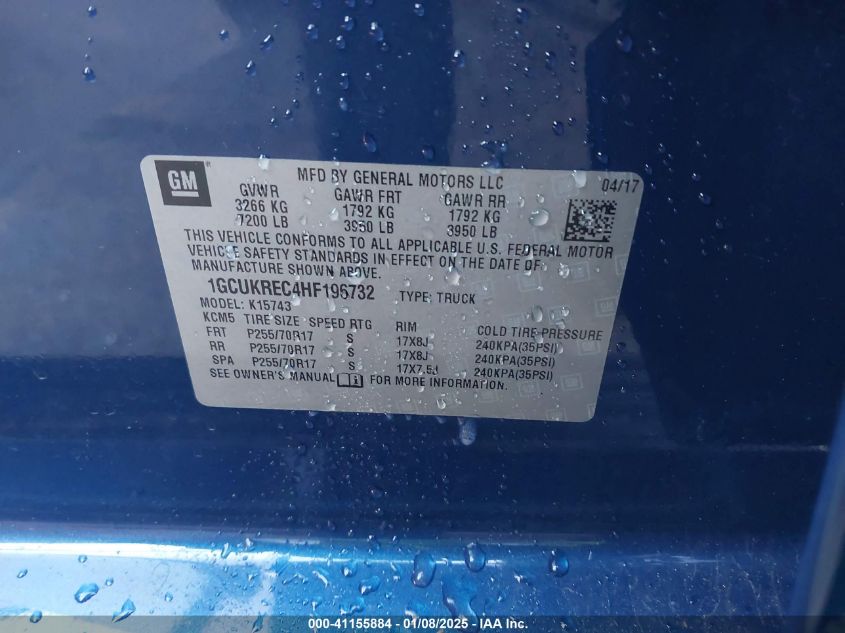 GM
MFD BY GENERAL MOTORS LLC 04/17
GVWR GAWR FRT GAWR RR
3266 KG 1792 KG 1792 KG
7200 LB 3950 LB 3950 LB
THIS VEHICLE CONFORMS TO ALL APPLICABLE U.S. FEDERAL MOTOR
VEHICLE SAFETY STANDARDS IN EFFECT ON THE DATE OF
MANUFACTURE SHOWN ABOVE.
1GCUKREC4HF196732 TYPE: TRUCK
MODEL: K15743
KCM5 TIRE SIZE SPEED RTG RIM COLD TIRE PRESSURE
FRT P255/70R17 S 17X8J 240KPA(35PSI)
RR P255/70R17 S 17X8J 240KPA(35PSI)
SPA P255/70R17 S 17X7.5J 240KPA(35PSI)
SEE OWNER'S MANUAL FOR MORE INFORMATION.
000-41155884 - 01/08/2025 - IAA Inc.